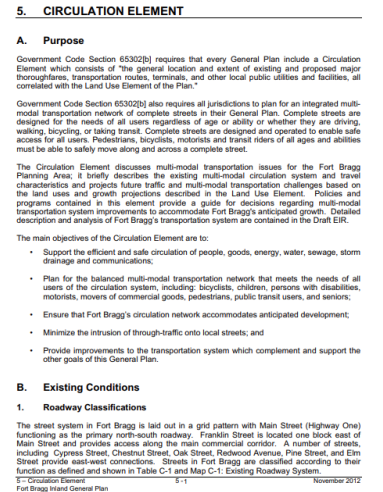 5. CIRCULATION ELEMENT
A. Purpose
Government Code Section 65302[b] requires that every General Plan include a Circulation
Element which consists of "the general location and extent of existing and proposed major
thoroughfares, transportation routes, terminals, and other local public utilities and facilities, all
correlated with the Land Use Element of the Plan."
Government Code Section 65302[b] also requires all jurisdictions to plan for an integrated multi-
modal transportation network of complete streets in their General Plan. Complete streets are
designed for the needs of all users regardless of age or ability or whether they are driving,
walking, bicycling, or taking transit. Complete streets are designed and operated to enable safe
access for all users. Pedestrians, bicyclists, motorists and transit riders of all ages and abilities
must be able to safely move along and across a complete street.
The Circulation Element discusses multi-modal transportation issues for the Fort Bragg
Planning Area; it briefly describes the existing multi-modal circulation system and travel
characteristics and projects future traffic and multi-modal transportation challenges based on
the land uses and growth projections described in the Land Use Element. Policies and
programs contained in this element provide a guide for decisions regarding multi-modal
transportation system improvements to accommodate Fort Bragg's anticipated growth. Detailed
description and analysis of Fort Bragg's transportation system are contained in the Draft EIR.
The main objectives of the Circulation Element are to:
• Support the efficient and safe circulation of people, goods, energy, water, sewage, storm
drainage and communications;
• Plan for the balanced multi-modal transportation network that meets the needs of all
users of the circulation system, including: bicyclists, children, persons with disabilities,
motorists, movers of commercial goods, pedestrians, public transit users, and seniors;
• Ensure that Fort Bragg's circulation network accommodates anticipated development;
• Minimize the intrusion of through-traffic onto local streets; and
• Provide improvements to the transportation system which complement and support the
other goals of this General Plan.
B. Existing Conditions
1. Roadway Classifications
The street system in Fort Bragg is laid out in a grid pattern with Main Street (Highway One)
functioning as the primary north-south roadway. Franklin Street is located one block east of
Main Street and provides access along the main commercial corridor. A number of streets,
including Cypress Street, Chestnut Street, Oak Street, Redwood Avenue, Pine Street, and Elm
Street provide east-west connections. Streets in Fort Bragg are classified according to their
function as defined and shown in Table C-1 and Map C-1: Existing Roadway System.
5 – Circulation Element 5 -1 November 2012
Fort Bragg Inland General Plan